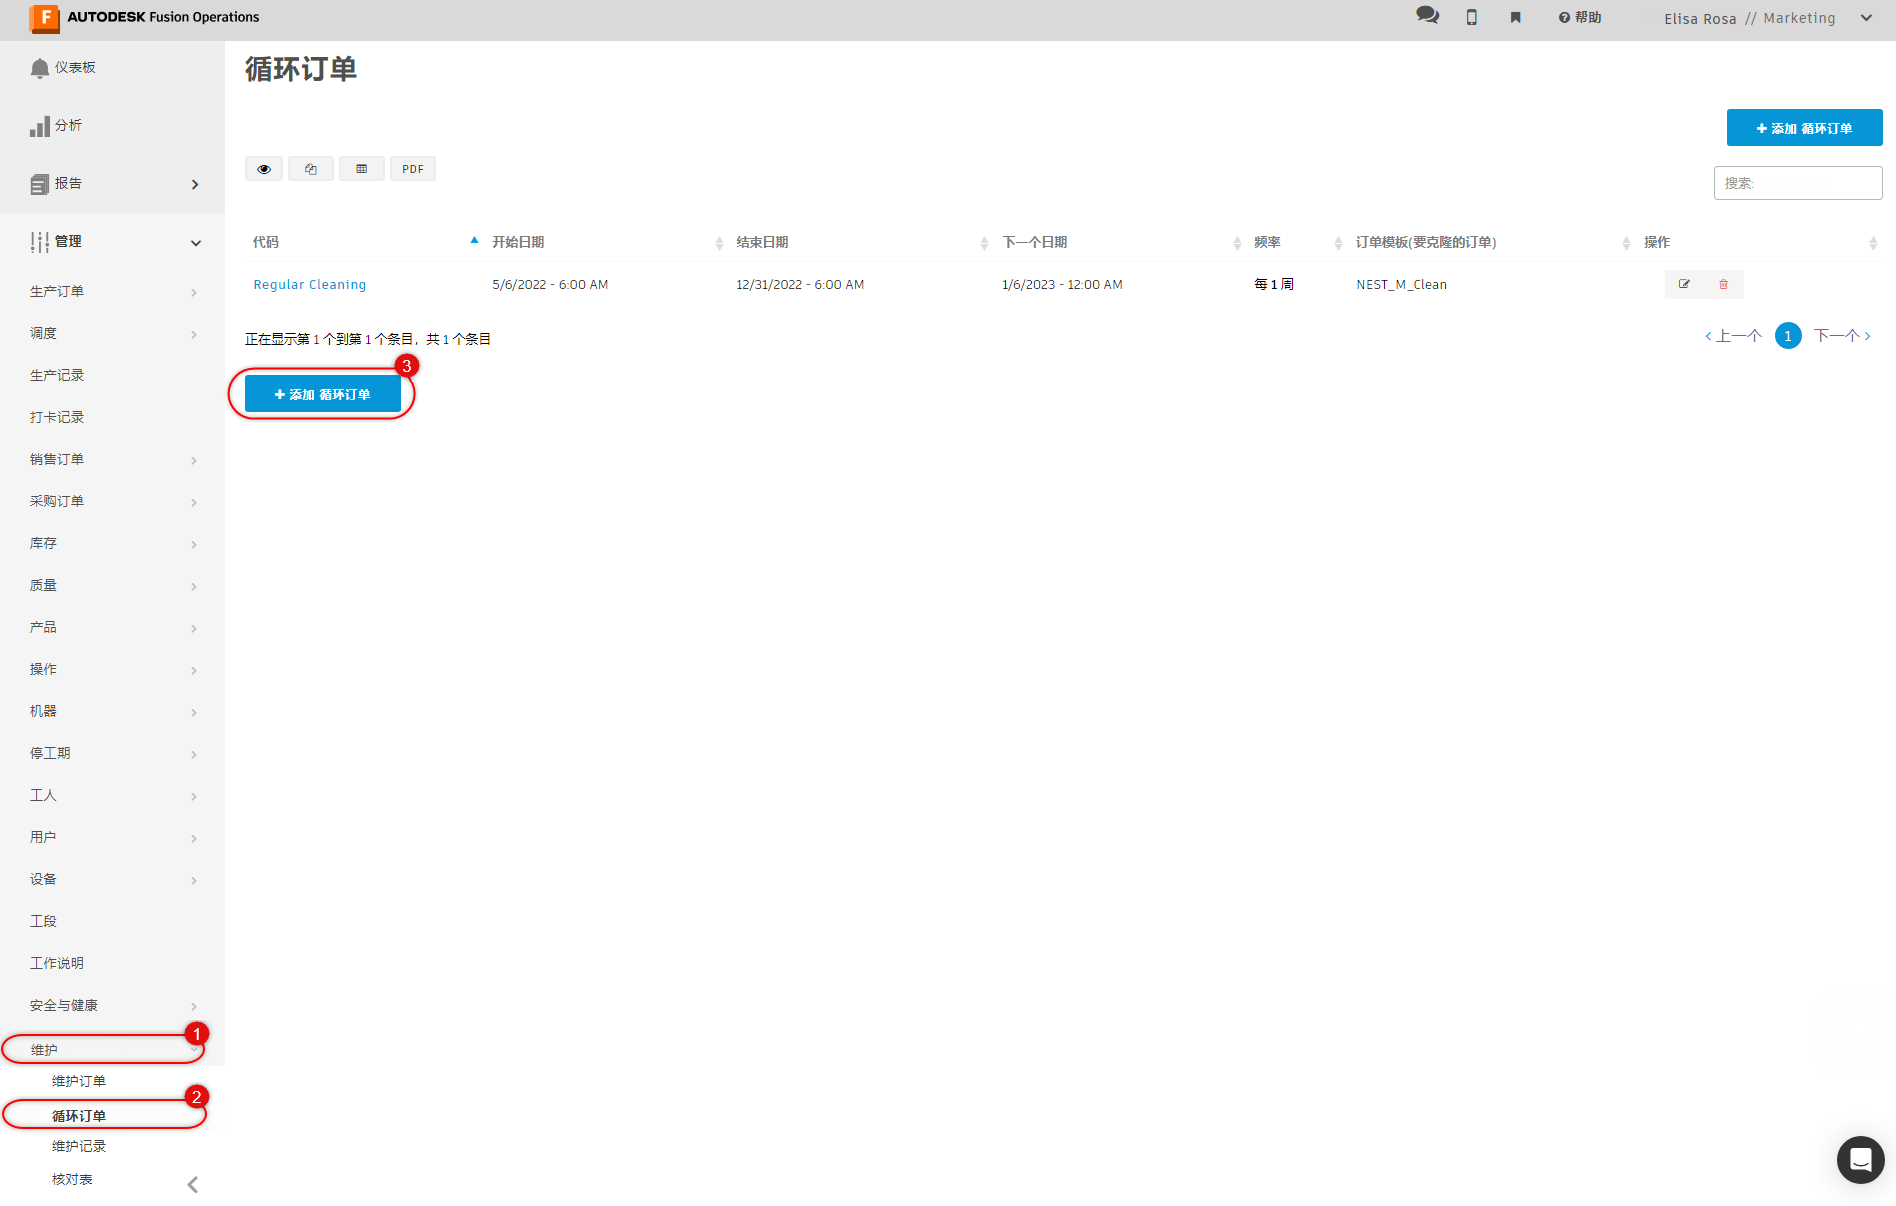 F AUTODESK Fusion Operations
帮助
Elisa Rosa // Marketing
仪表板
分析
报告
管理
生产订单
调度
生产记录
打卡记录
销售订单
采购订单
库存
质量
产品
操作
机器
停工期
工人
用户
设备
工段
工作说明
安全与健康
1
维护
维护订单
2
循环订单
维护记录
核对表
循环订单
+ 添加 循环订单
PDF
搜索:
代码 开始日期 结束日期 下一个日期 频率 订单模板(要克隆的订单) 操作
Regular Cleaning 5/6/2022 - 6:00 AM 12/31/2022 - 6:00 AM 1/6/2023 - 12:00 AM 每 1 周 NEST_M_Clean
正在显示第 1 个到第 1 个条目，共 1 个条目
‹ 上一个 1 下一个 ›
3
+ 添加 循环订单